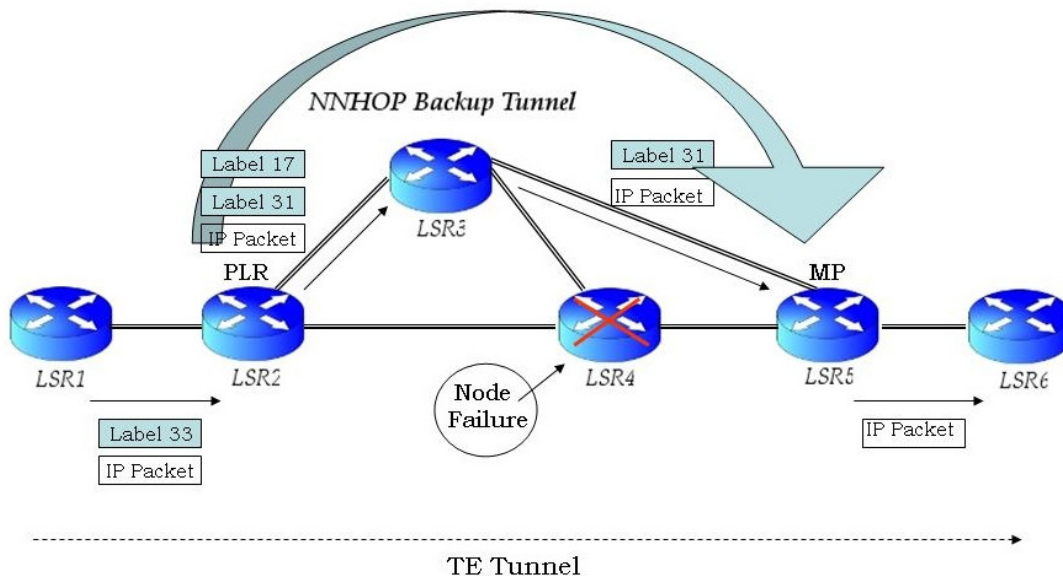 NNHOP Backup Tunnel
Label 17
Label 31
IP Packet
Label 31
IP Packet
LSR3
PLR
MP
LSR1
LSR2
LSR4
LSR5
LSR6
Node
Failure
Label 33
IP Packet
IP Packet
TE Tunnel